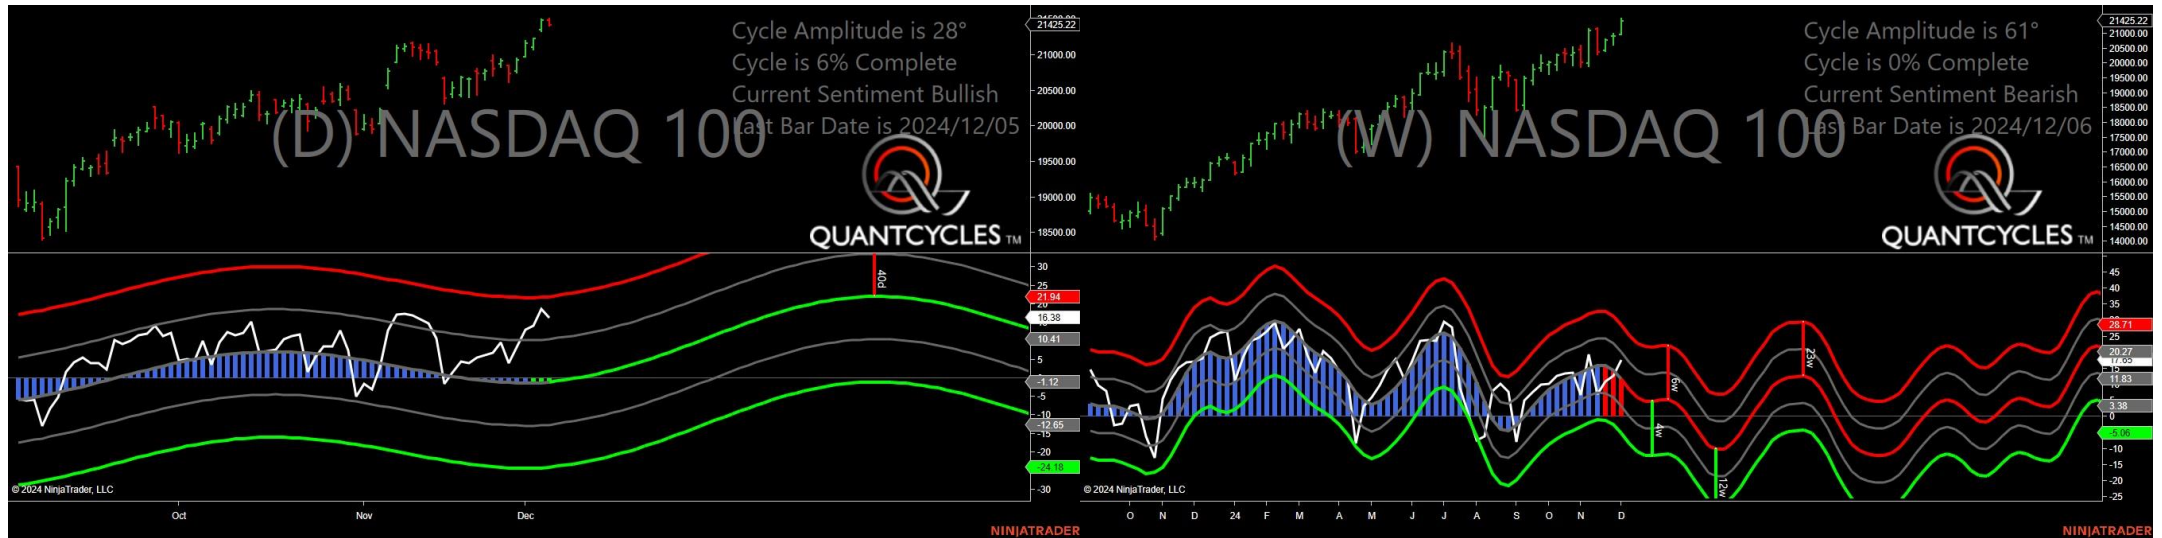 21500.00
21425.22
21000.00
20500.00
20000.00
19500.00
19000.00
18500.00
Cycle Amplitude is 28°
Cycle is 6% Complete
Current Sentiment Bullish
Last Bar Date is 2024/12/05
(D) NASDAQ 100
QUANTCYCLES TM
40d
30
25
21.94
20
16.38
10.41
5
-1.12
-5
-10
-12.65
-15
-20
-24.18
-30
© 2024 NinjaTrader, LLC
Oct Nov Dec
NINJATRADER
21425.22
21000.00
20500.00
20000.00
19500.00
19000.00
18500.00
18000.00
17500.00
17000.00
16500.00
16000.00
15500.00
15000.00
14500.00
14000.00
Cycle Amplitude is 61°
Cycle is 0% Complete
Current Sentiment Bearish
Last Bar Date is 2024/12/06
(W) NASDAQ 100
QUANTCYCLES TM
6w
4w
12w
23w
45
40
35
28.71
25
20.27
17.65
15
11.83
3.38
0
-5.06
-10
-15
-20
-25
© 2024 NinjaTrader, LLC
O N D 24 F M A M J J A S O N D
NINJATRADER